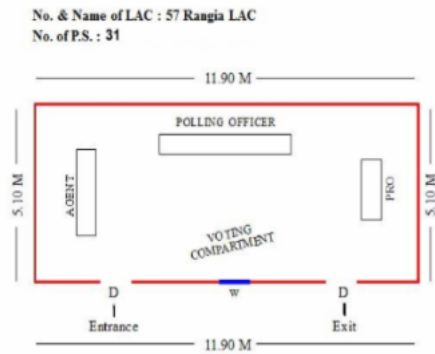 No. & Name of LAC : 57 Rangia LAC
No. of P.S. : 31
11.90 M
POLLING OFFICER
5.10 M
AGENT
PRO
5.10 M
VOTING
COMPARTMENT
D
w
D
Entrance
Exit
11.90 M